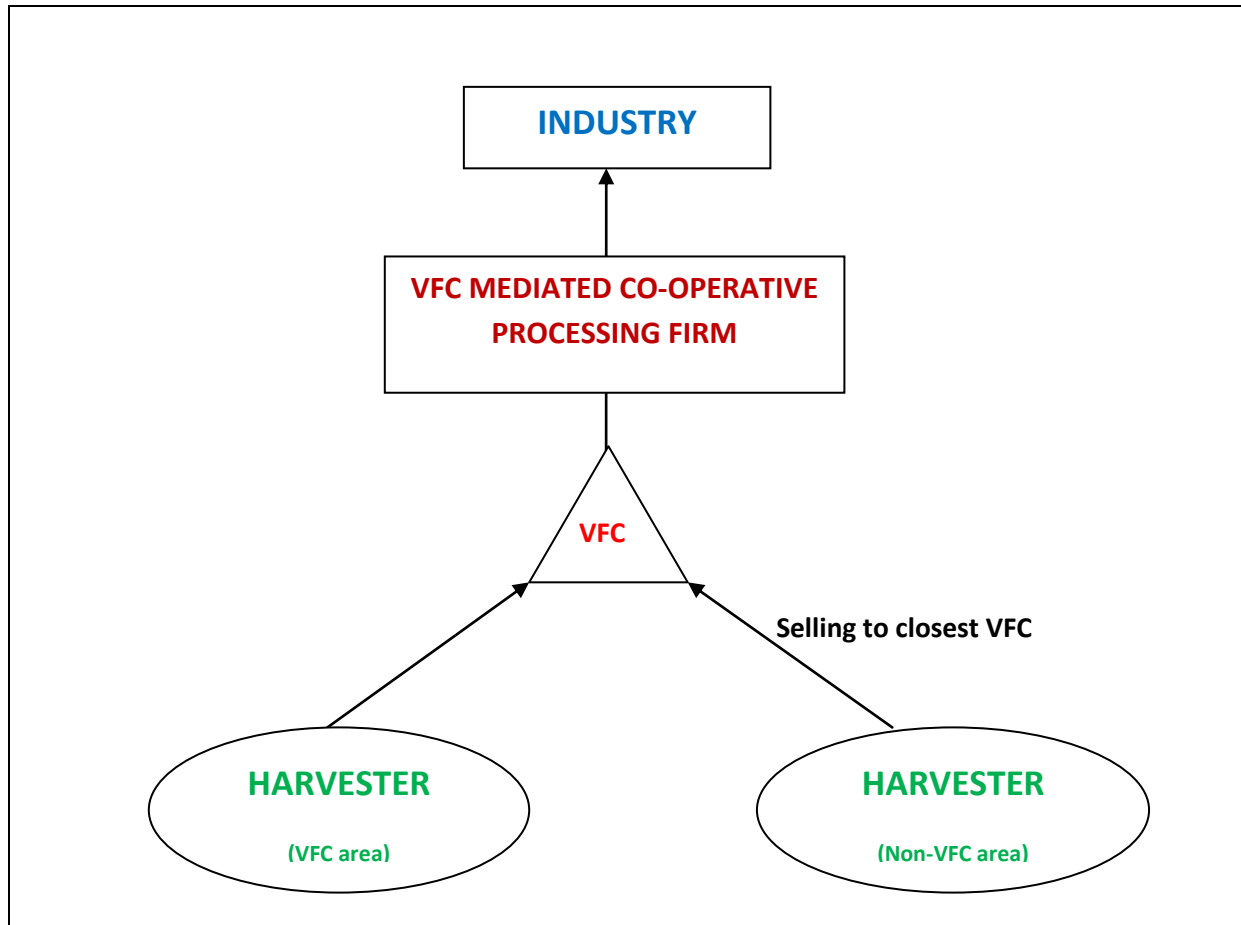 INDUSTRY
VFC MEDIATED CO-OPERATIVE
PROCESSING FIRM
VFC
Selling to closest VFC
HARVESTER
(VFC area)
HARVESTER
(Non-VFC area)